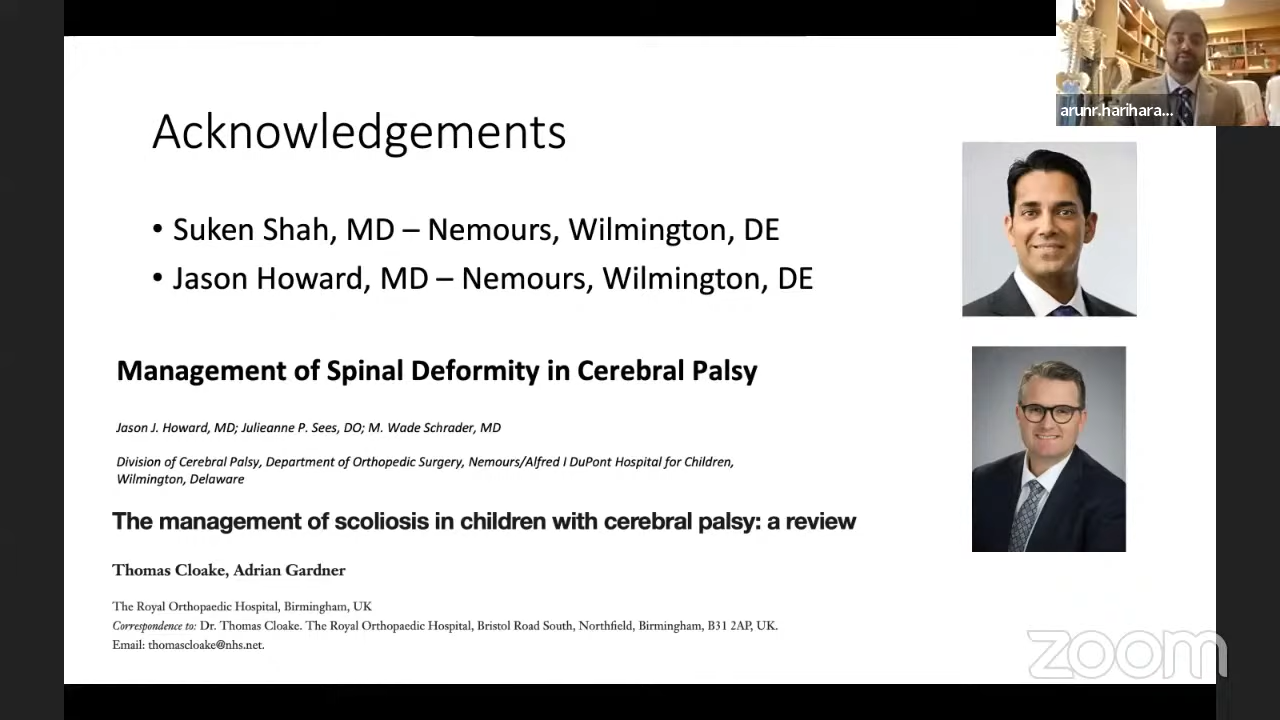 arunr.harihara...
Acknowledgements
• Suken Shah, MD – Nemours, Wilmington, DE
• Jason Howard, MD – Nemours, Wilmington, DE
Management of Spinal Deformity in Cerebral Palsy
Jason J. Howard, MD; Julieanne P. Sees, DO; M. Wade Schrader, MD
Division of Cerebral Palsy, Department of Orthopedic Surgery, Nemours/Alfred I DuPont Hospital for Children,
Wilmington, Delaware
The management of scoliosis in children with cerebral palsy: a review
Thomas Cloake, Adrian Gardner
The Royal Orthopaedic Hospital, Birmingham, UK
Correspondence to: Dr. Thomas Cloake. The Royal Orthopaedic Hospital, Bristol Road South, Northfield, Birmingham, B31 2AP, UK.
Email: thomascloake@nhs.net.
zoom